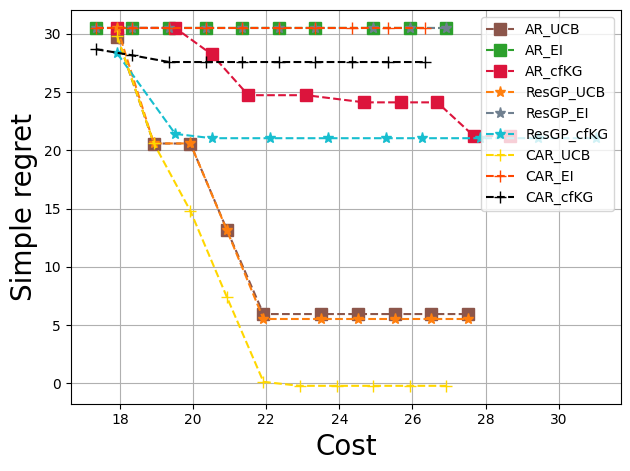 30
25
20
15
10
5
0
Simple regret
18
20
22
24
26
28
30
Cost
AR_UCB
AR_EI
AR_cfKG
ResGP_UCB
ResGP_EI
ResGP_cfKG
CAR_UCB
CAR_EI
CAR_cfKG